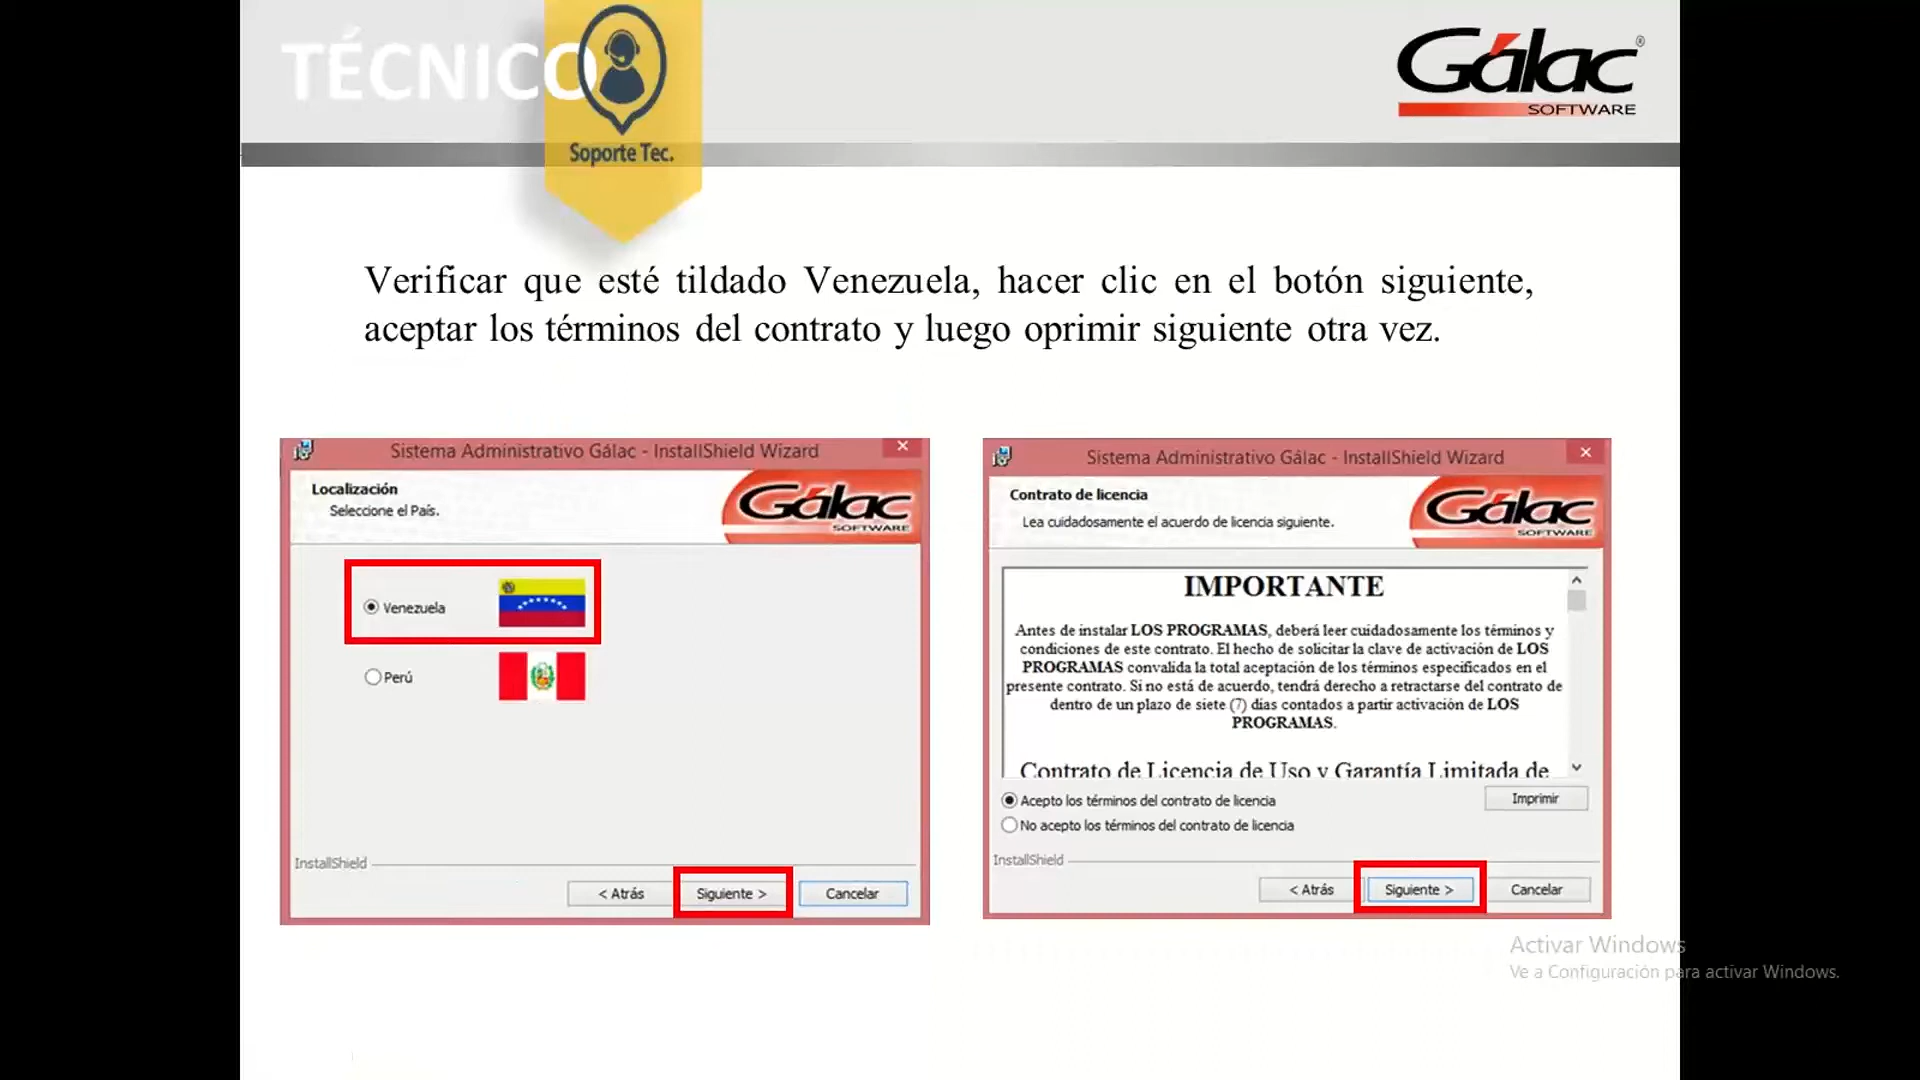 TÉCNICO
Soporte Tec.
Gálac®
SOFTWARE
Verificar que esté tildado Venezuela, hacer clic en el botón siguiente,
aceptar los términos del contrato y luego oprimir siguiente otra vez.
Sistema Administrativo Gálac - InstallShield Wizard
Localización
Seleccione el País.
Gálac
SOFTWARE
Venezuela
Perú
InstallShield
< Atrás
Siguiente >
Cancelar
Sistema Administrativo Gálac - InstallShield Wizard
Contrato de licencia
Lea cuidadosamente el acuerdo de licencia siguiente.
Gálac
SOFTWARE
IMPORTANTE
Antes de instalar LOS PROGRAMAS, deberá leer cuidadosamente los términos y
condiciones de este contrato. El hecho de solicitar la clave de activación de LOS
PROGRAMAS convalida la total aceptación de los términos especificados en el
presente contrato. Si no está de acuerdo, tendrá derecho a retractarse del contrato de
dentro de un plazo de siete (7) días contados a partir activación de LOS
PROGRAMAS.
Contrato de Licencia de Uso y Garantía Limitada de
Acepto los términos del contrato de licencia
Imprimir
No acepto los términos del contrato de licencia
InstallShield
< Atrás
Siguiente >
Cancelar
Activar Windows
Ve a Configuración para activar Windows.